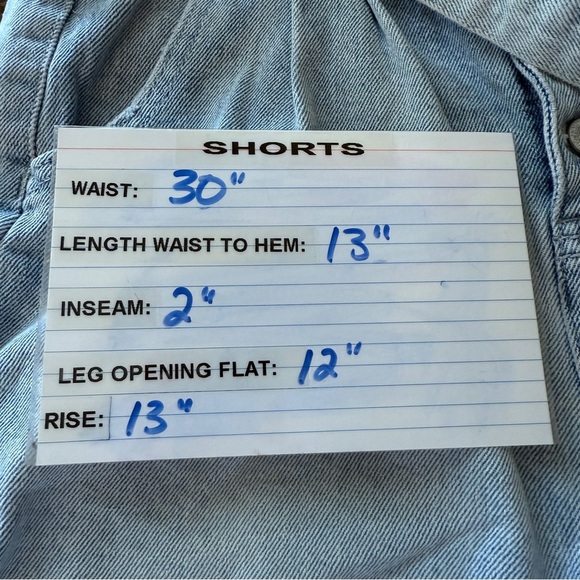 SHORTS
WAIST: 30"
LENGTH WAIST TO HEM: 13"
INSEAM: 2"
LEG OPENING FLAT: 12"
RISE: 13"